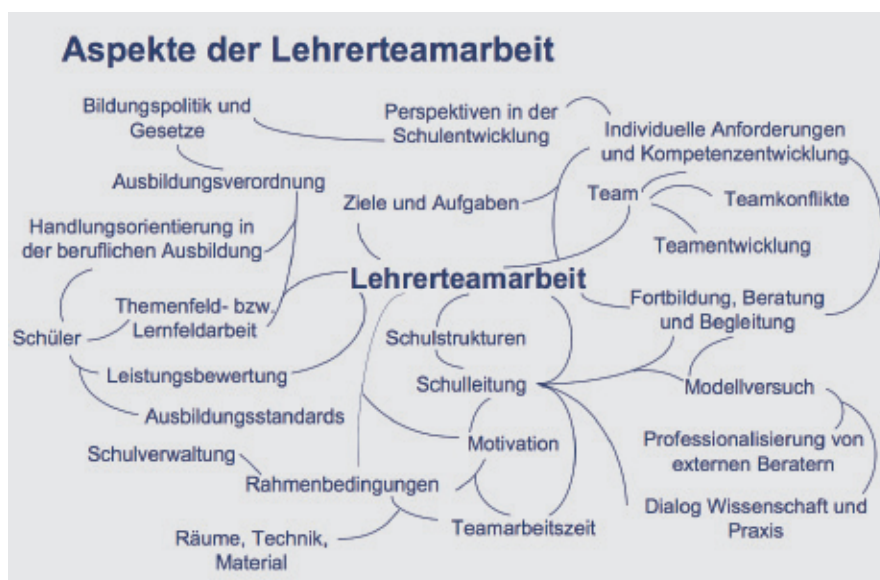 Aspekte der Lehrerteamarbeit
Bildungspolitik und
Gesetze
Perspektiven in der
Schulentwicklung
Individuelle Anforderungen
und Kompetenzentwicklung
Ausbildungsverordnung
Ziele und Aufgaben
Team
Teamkonflikte
Handlungsorientierung in
der beruflichen Ausbildung
Teamentwicklung
Lehrerteamarbeit
Themenfeld- bzw.
Lernfeldarbeit
Fortbildung, Beratung
und Begleitung
Schüler
Schulstrukturen
Leistungsbewertung
Schulleitung
Modellversuch
Ausbildungsstandards
Motivation
Professionalisierung von
externen Beratern
Schulverwaltung
Rahmenbedingungen
Dialog Wissenschaft und
Praxis
Teamarbeitszeit
Räume, Technik,
Material